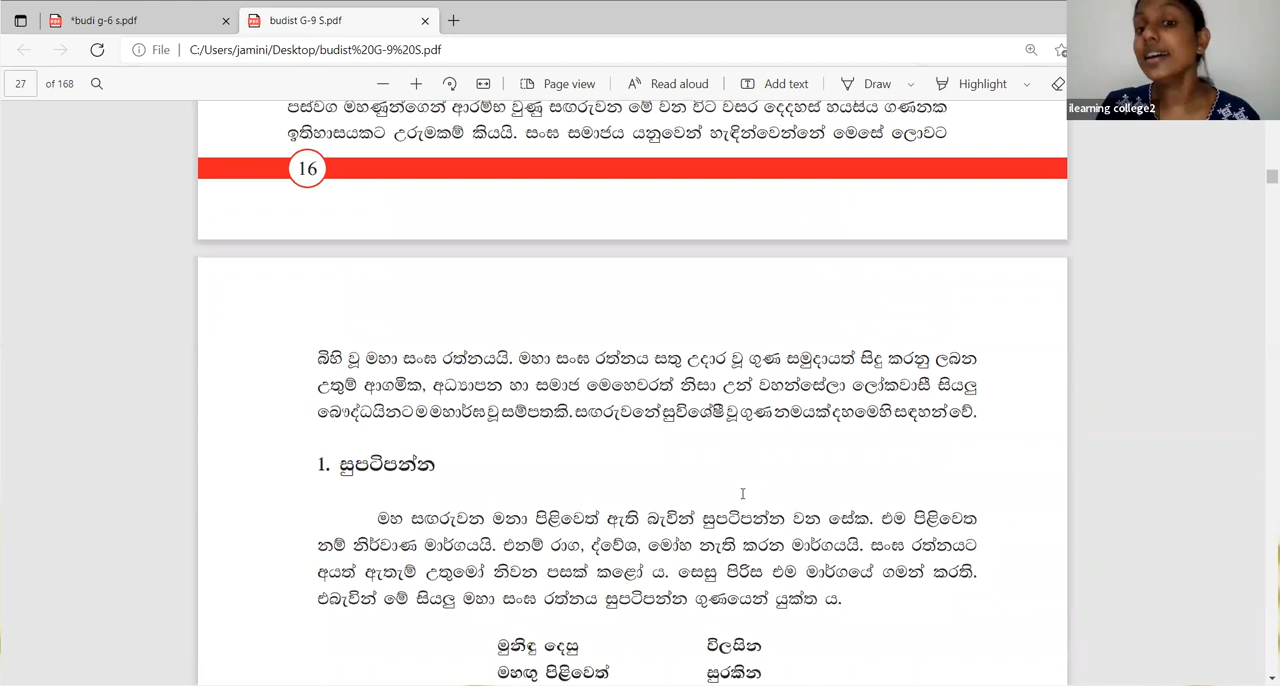 *budi g-6 s.pdf
budist G-9 S.pdf
File
C:/Users/jamini/Desktop/budist%20G-9%20S.pdf
27 of 168
Page view
Read aloud
Add text
Draw
Highlight
ilearning college2
පස්වග මහණුන්ගෙන් ආරම්භ වුණු සඟරුවන මේ වන විට වසර දෙදහස් හයසිය ගණනක
ඉතිහාසයකට උරුමකම් කියයි. සංඝ සමාජය යනුවෙන් හැඳින්වෙන්නේ මෙසේ ලොවට
16
බිහි වූ මහා සංඝ රත්නයයි. මහා සංඝ රත්නය සතු උදාර වූ ගුණ සමුදායත් සිදු කරනු ලබන
උතුම් ආගමික, අධ්‍යාපන හා සමාජ මෙහෙවරත් නිසා උන් වහන්සේලා ලෝකවාසී සියලු
බෞද්ධයිනට ම මහාර්ඝ වූ සම්පතකි. සඟරුවනේ සුවිශේෂී වූ ගුණ නමයක් දහමෙහි සඳහන් වේ.
1. සුපටිපන්න
මහ සඟරුවන මනා පිළිවෙත් ඇති බැවින් සුපටිපන්න වන සේක. එම පිළිවෙත
නම් නිර්වාණ මාර්ගයයි. එනම් රාග, ද්වේශ, මෝහ නැති කරන මාර්ගයයි. සංඝ රත්නයට
අයත් ඇතැම් උතුමෝ නිවන පසක් කළෝ ය. සෙසු පිරිස එම මාර්ගයේ ගමන් කරති.
එබැවින් මේ සියලු මහා සංඝ රත්නය සුපටිපන්න ගුණයෙන් යුක්ත ය.
මුනිඳු දෙසු විලසින
මහඟු පිළිවෙත් සුරකින